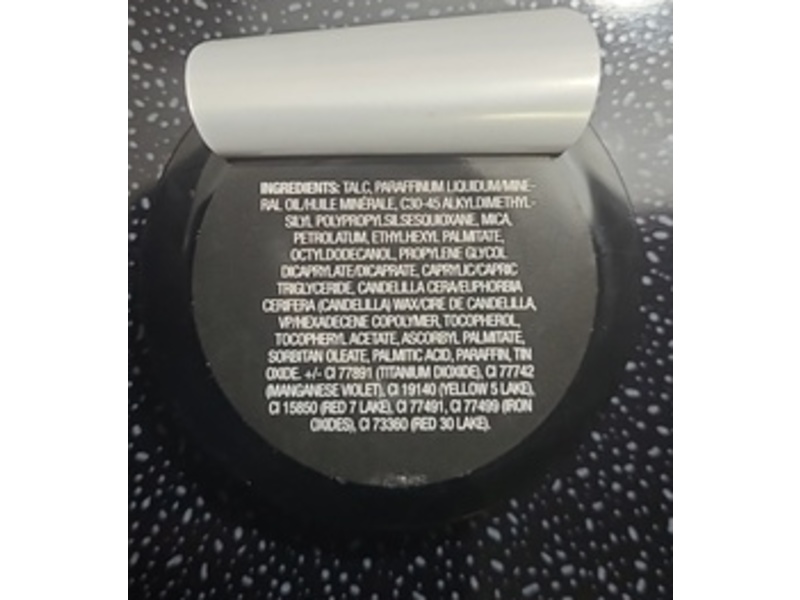 INGREDIENTS: TALC, PARAFFINUM LIQUIDUM/MINE-
RAL OIL/HUILE MINÉRALE, C30-45 ALKYLDIMETHYL-
SILYL POLYPROPYLSILSESQUIOXANE, MICA,
PETROLATUM, ETHYLHEXYL PALMITATE,
OCTYLDODECANOL, PROPYLENE GLYCOL
DICAPRYLATE/DICAPRATE, CAPRYLIC/CAPRIC
TRIGLYCERIDE, CANDELILLA CERA/EUPHORBIA
CERIFERA (CANDELILLA) WAX/CIRE DE CANDELILLA,
VP/HEXADECENE COPOLYMER, TOCOPHEROL,
TOCOPHERYL ACETATE, ASCORBYL PALMITATE,
SORBITAN OLEATE, PALMITIC ACID, PARAFFIN, TIN
OXIDE. +/- CI 77891 (TITANIUM DIOXIDE), CI 77742
(MANGANESE VIOLET), CI 19140 (YELLOW 5 LAKE),
CI 15850 (RED 7 LAKE), CI 77491, CI 77499 (IRON
OXIDES), CI 73360 (RED 30 LAKE).